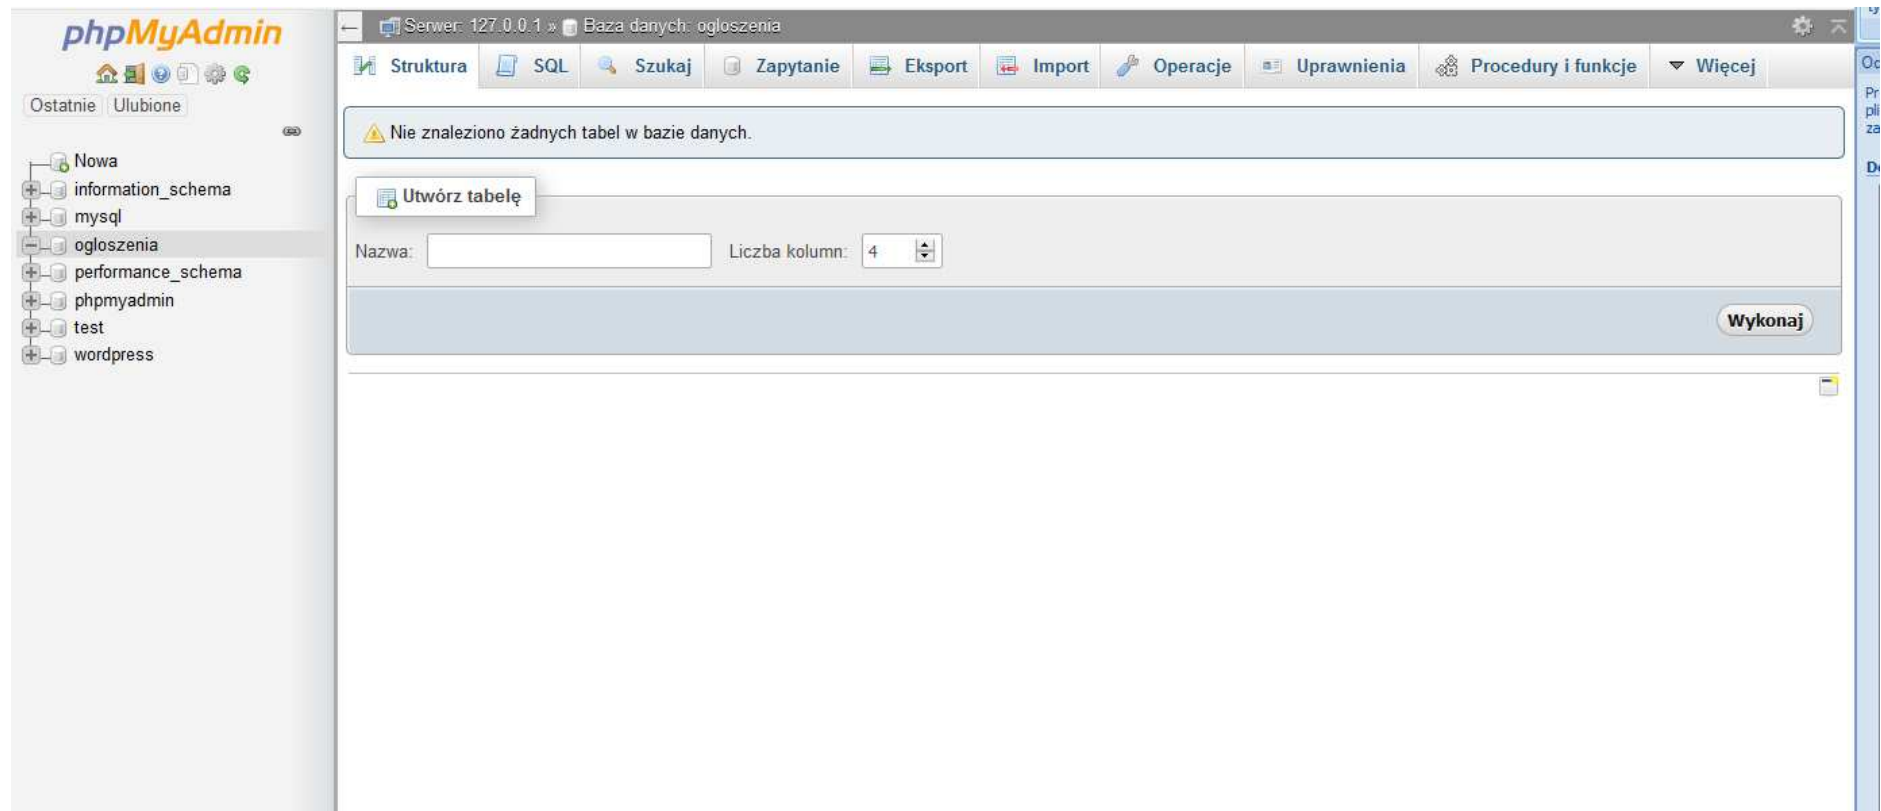 phpMyAdmin
Ostatnie Ulubione
Nowa
information_schema
mysql
ogloszenia
performance_schema
phpmyadmin
test
wordpress
← Serwer: 127.0.0.1 » Baza danych: ogloszenia
Struktura SQL Szukaj Zapytanie Eksport Import Operacje Uprawnienia Procedury i funkcje Więcej
Nie znaleziono żadnych tabel w bazie danych.
Utwórz tabelę
Nazwa: Liczba kolumn: 4
Wykonaj